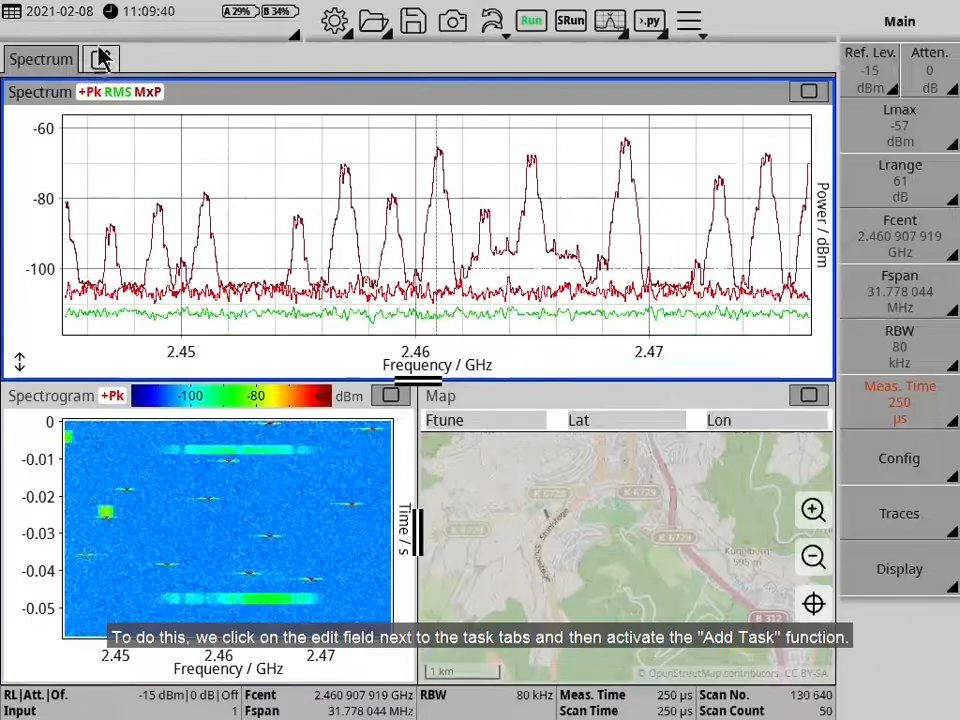 2021-02-08 11:09:40 A 29% B 34% Run SRun .py Main
Spectrum
Spectrum +Pk RMS MxP
-60
-80
-100
Power / dBm
2.45 2.46 2.47
Frequency / GHz
Spectrogram +Pk -100 -80 dBm
0
-0.01
-0.02
-0.03
-0.04
-0.05
Time / s
2.45 2.46 2.47
Frequency / GHz
Map
Ftune Lat Lon
K 6728
K 6729
K 6729
Kugelberg
595 m
B 312
1 km
© OpenStreetMap contributors, CC BY-SA
To do this, we click on the edit field next to the task tabs and then activate the "Add Task" function.
Ref. Lev. Atten.
-15 0
dBm dB
Lmax
-57
dBm
Lrange
61
dB
Fcent
2.460 907 919
GHz
Fspan
31.778 044
MHz
RBW
80
kHz
Meas. Time
250
µs
Config
Traces
Display
RL|Att.|Of. -15 dBm|0 dB|Off Fcent 2.460 907 919 GHz RBW 80 kHz Meas. Time 250 µs Scan No. 130 640
Input 1 Fspan 31.778 044 MHz Scan Time 250 µs Scan Count 50